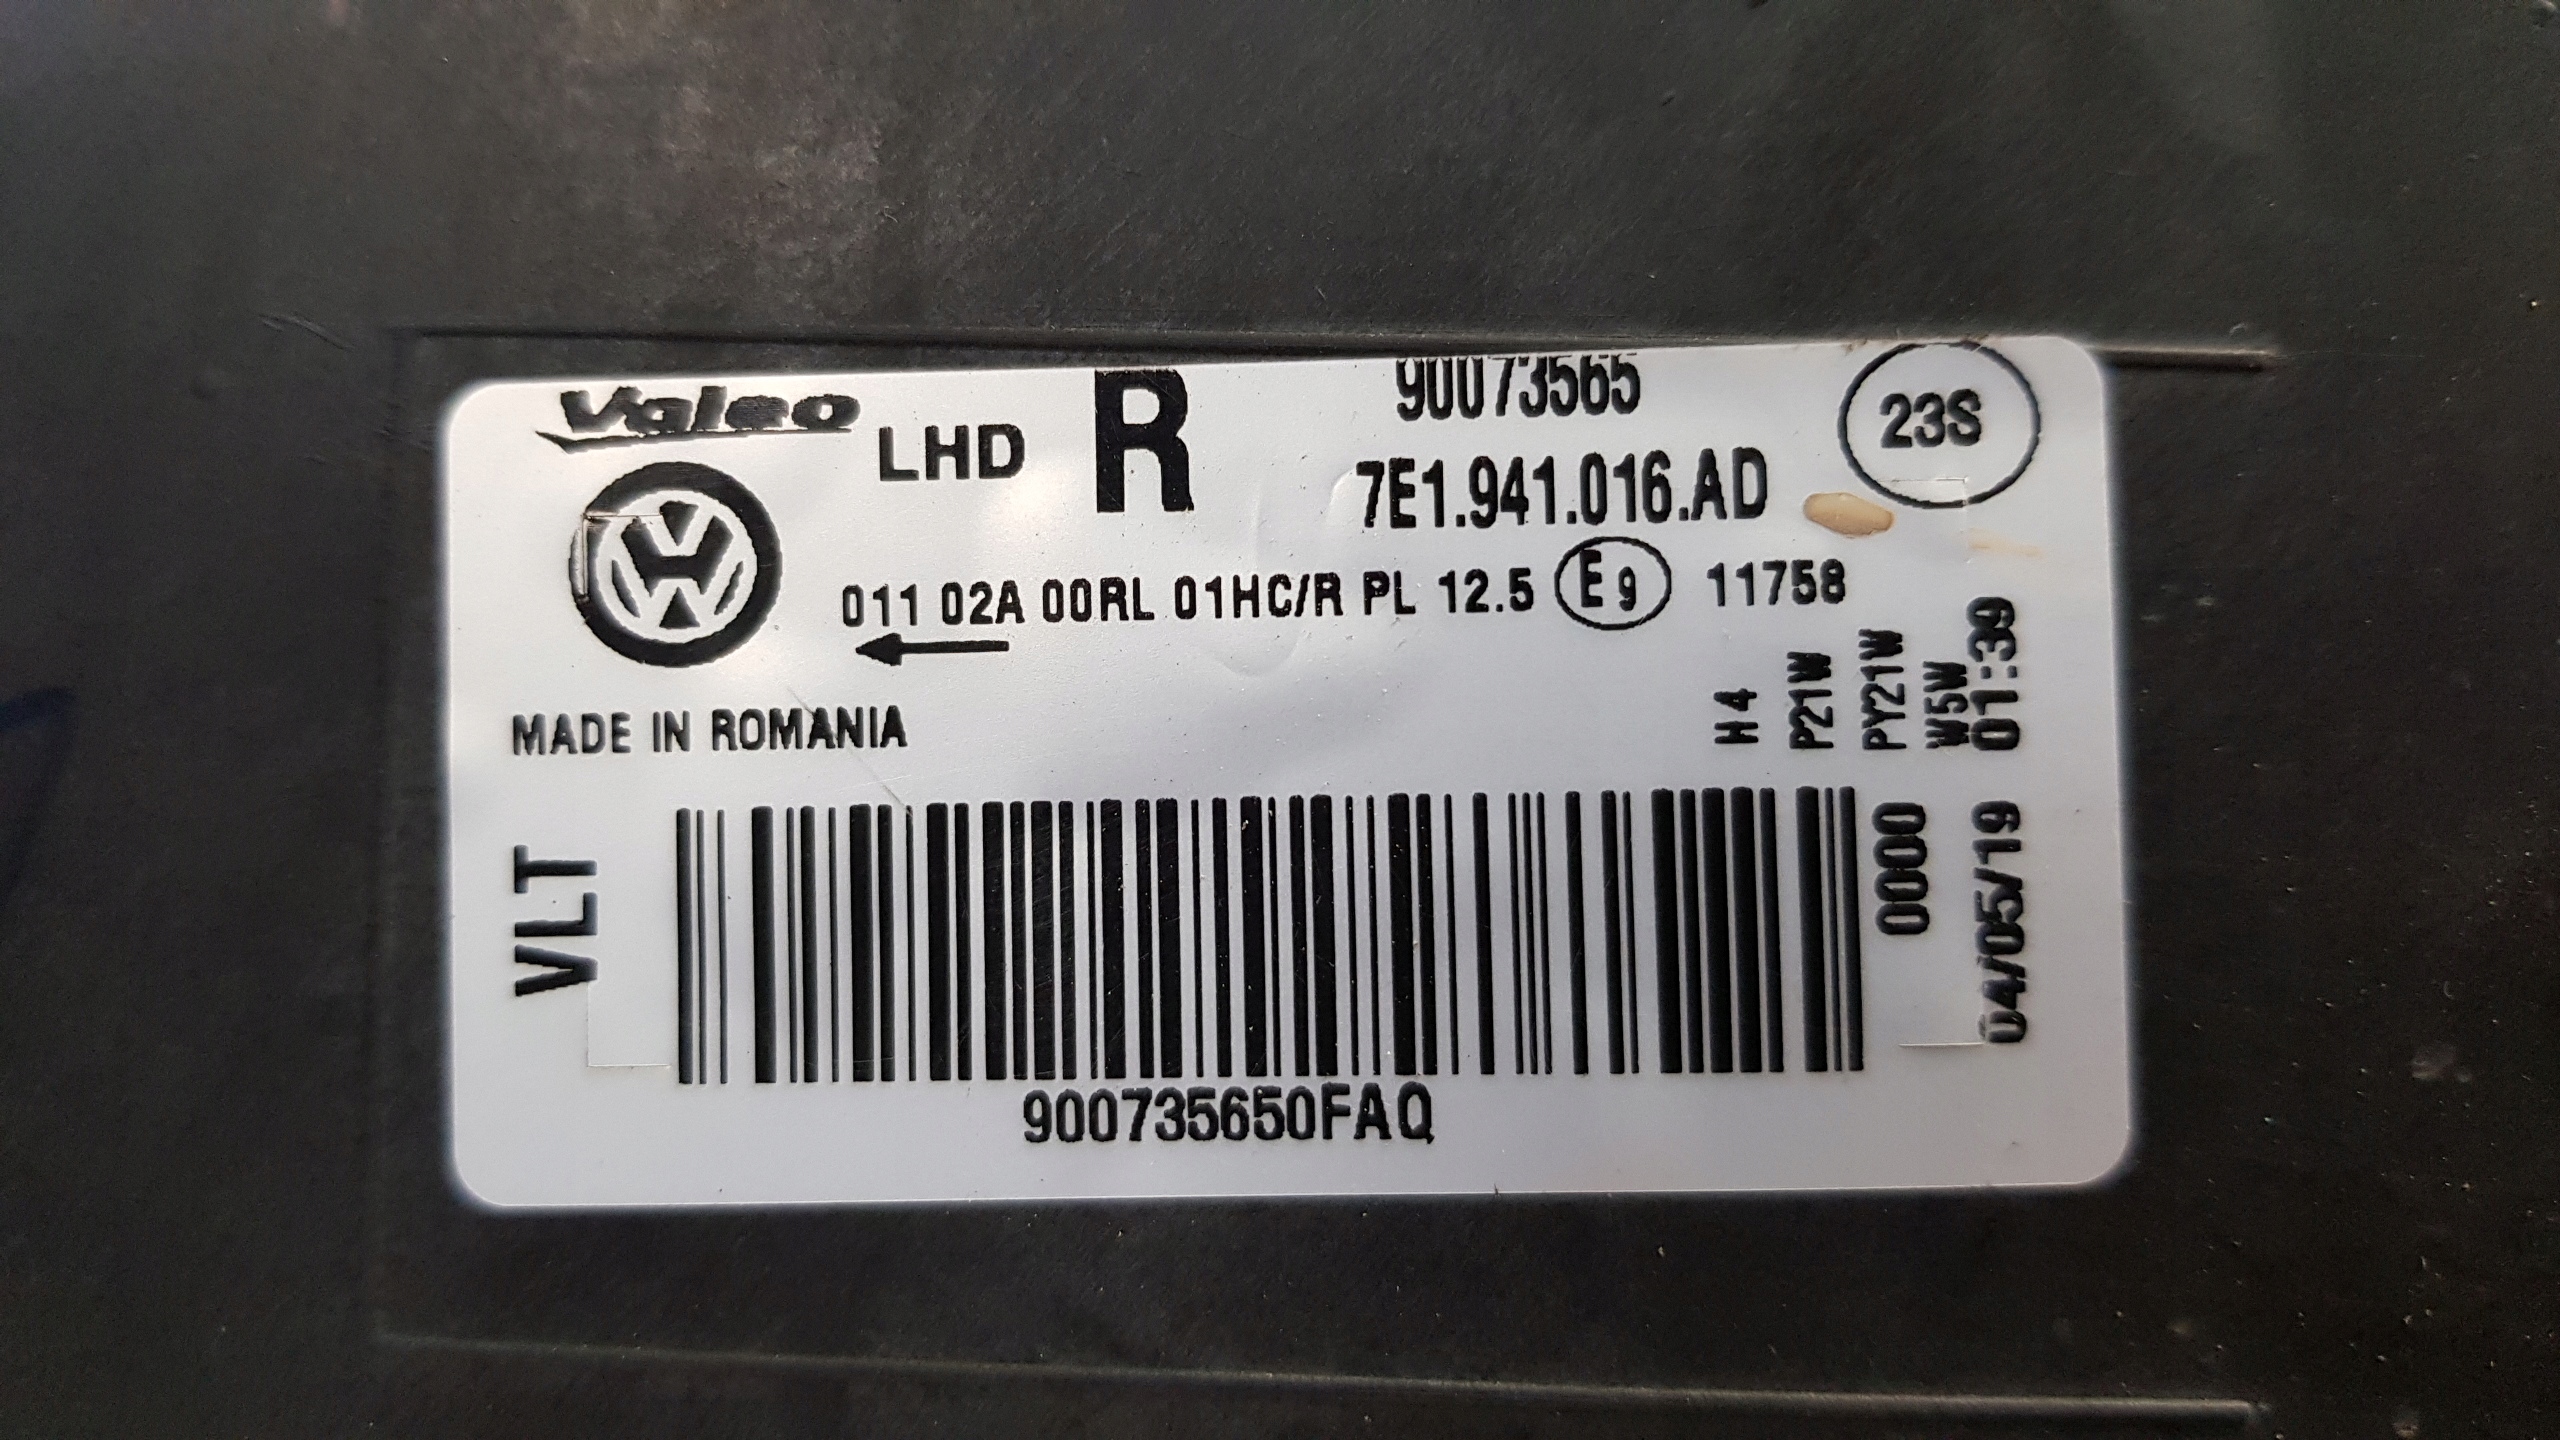 Valeo
LHD
R
90073565
7E1.941.016.AD
23S
011 02A 00RL 01HC/R PL 12.5 E9 11758
MADE IN ROMANIA
H4
P21W
PY21W
W5W
01:39
VLT
0000
04/05/19
900735650FAQ